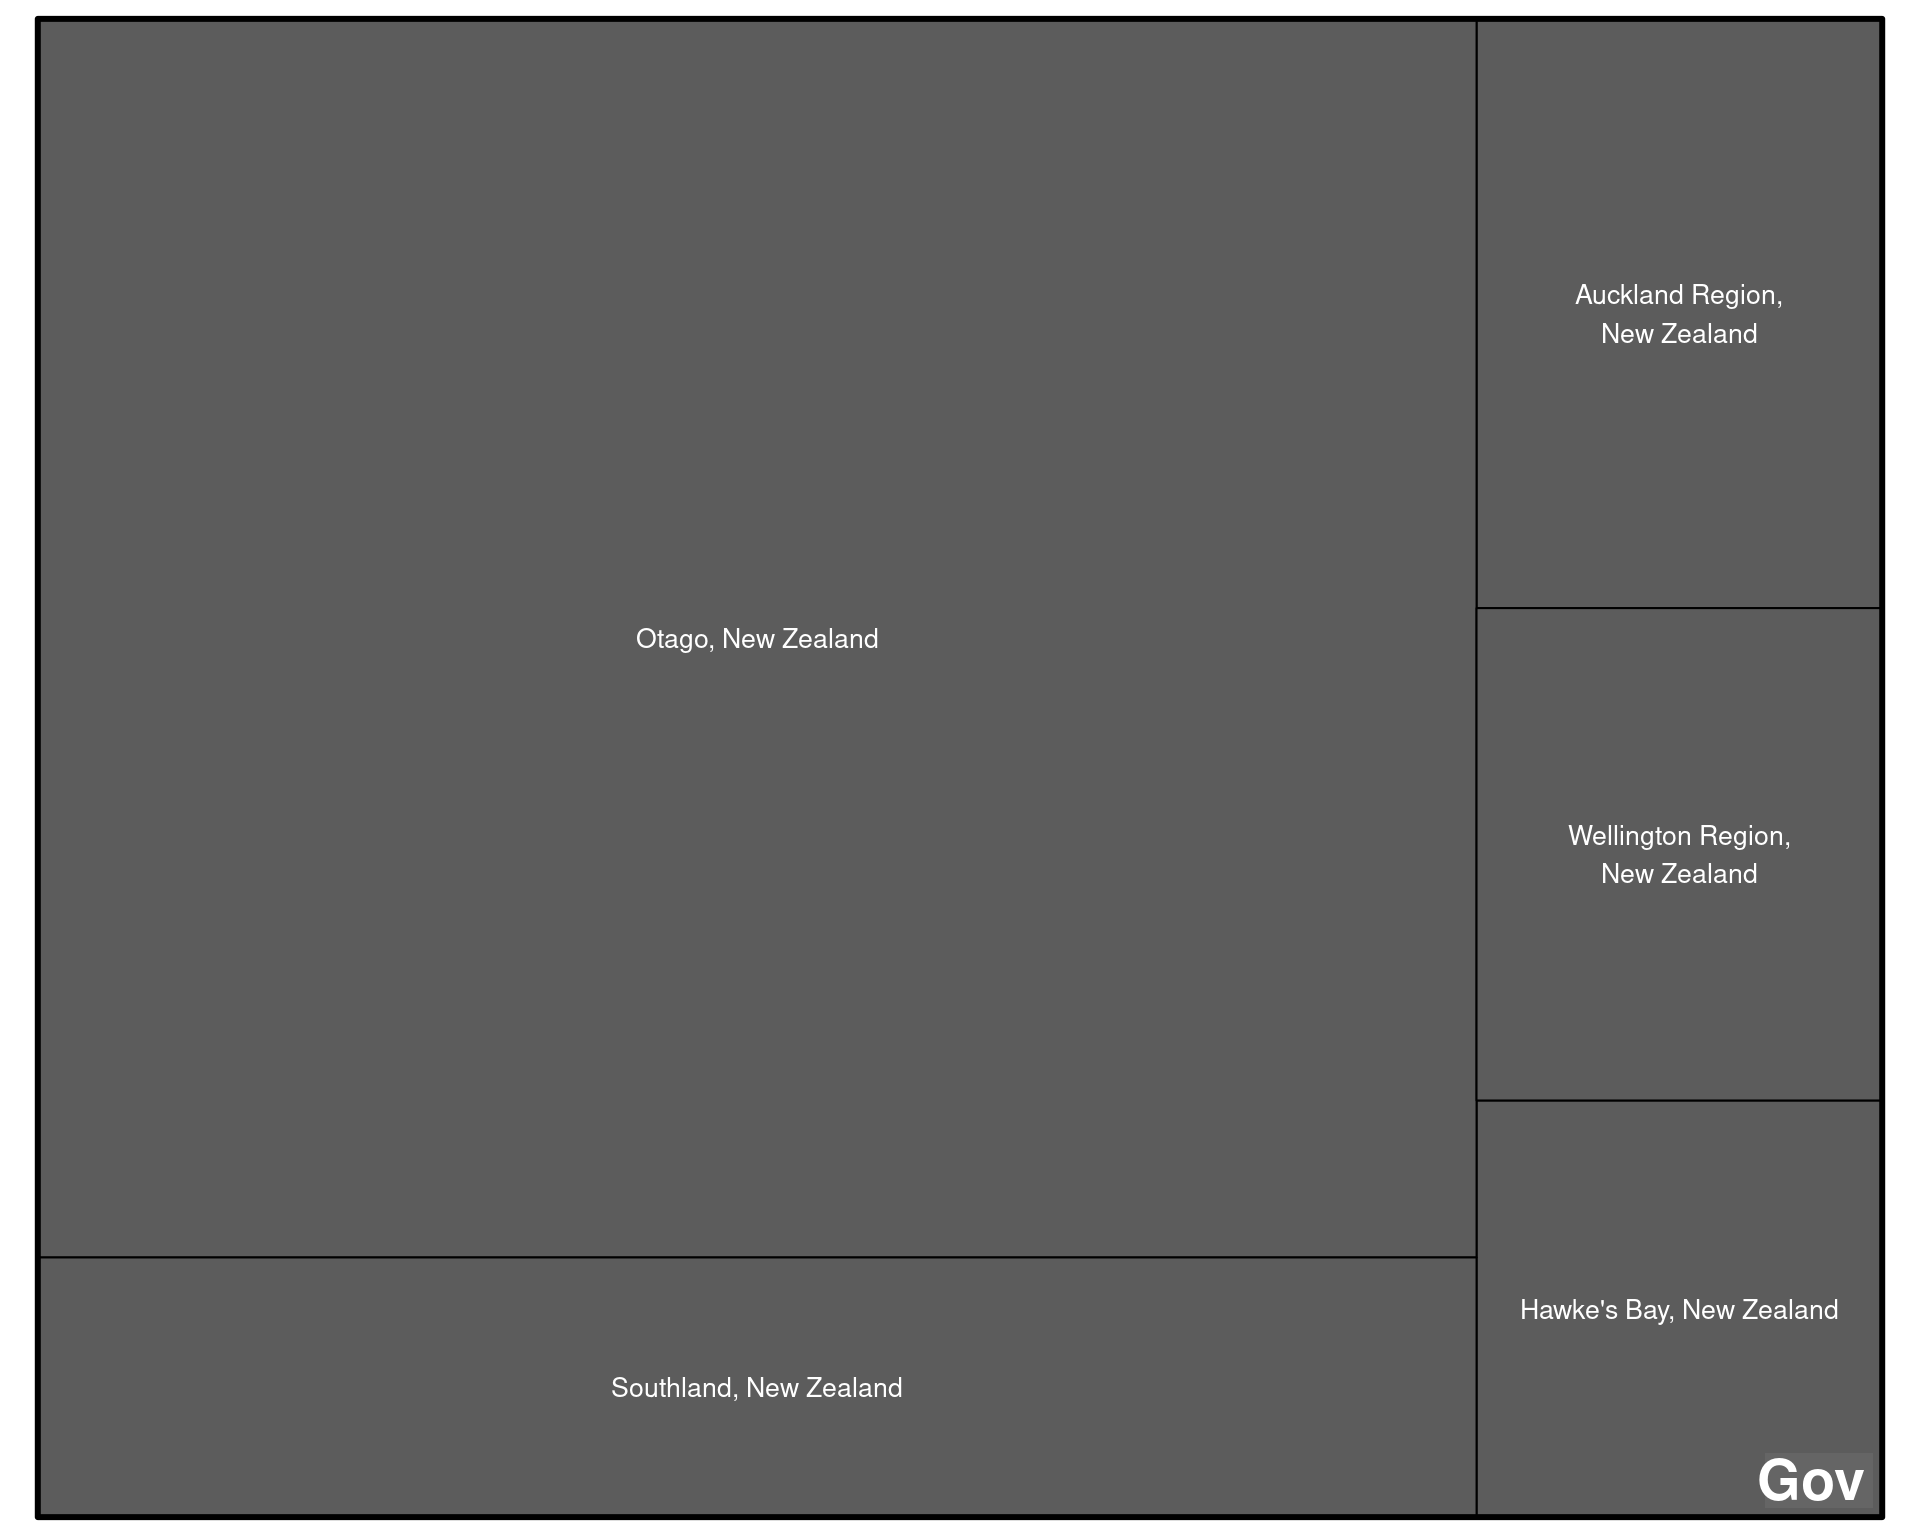 Otago, New Zealand
Southland, New Zealand
Auckland Region,
New Zealand
Wellington Region,
New Zealand
Hawke's Bay, New Zealand
Gov